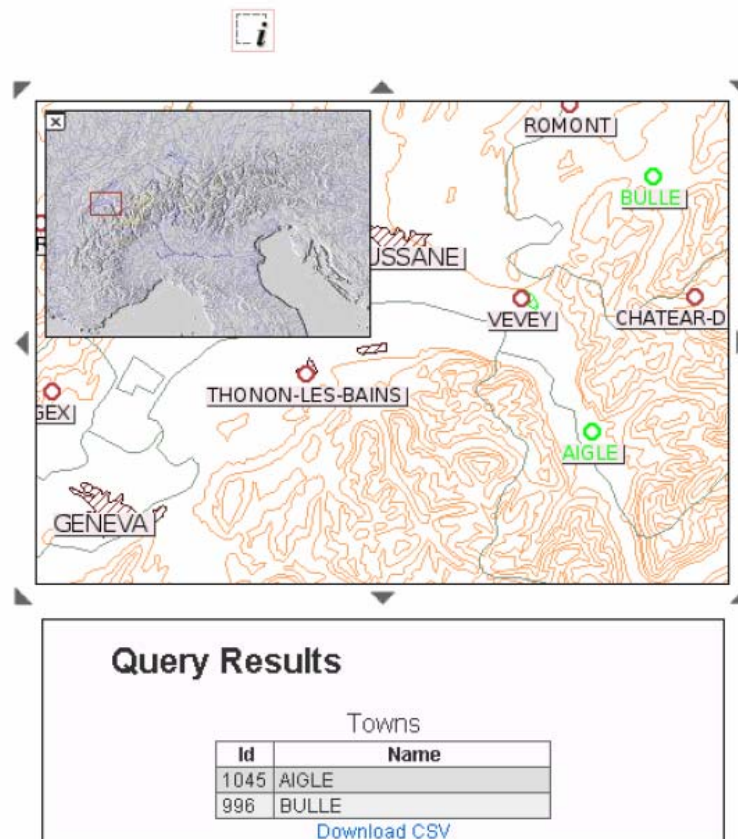 i
ROMONT
BULLE
USSANE
VEVEY
CHATEAR-D
THONON-LES-BAINS
GEX
AIGLE
GENEVA
Query Results
Towns
Id Name
1045 AIGLE
996 BULLE
Download CSV